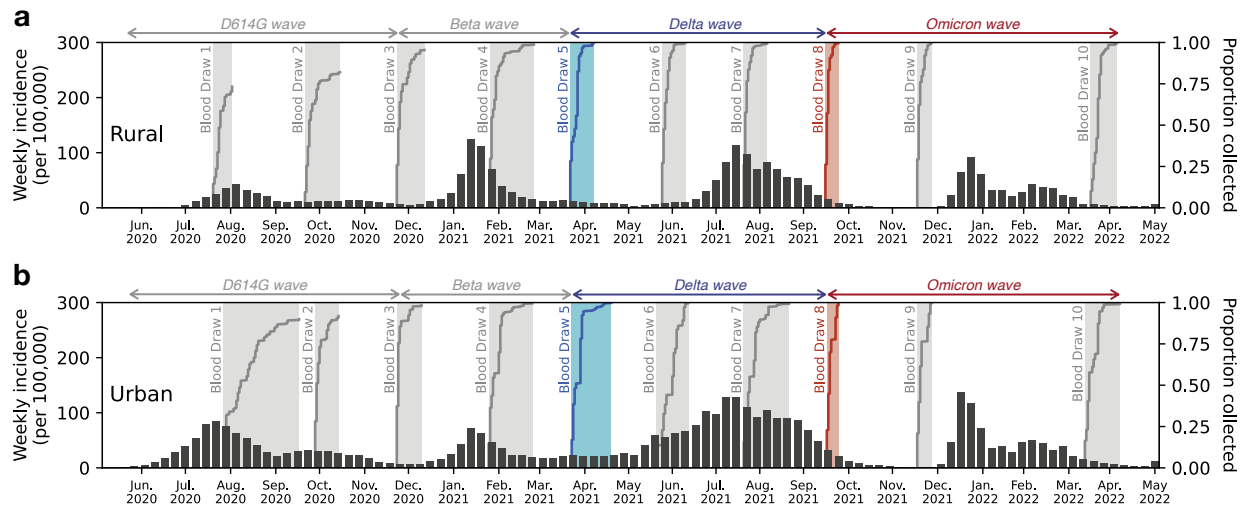 a
D614G wave Beta wave Delta wave Omicron wave
Weekly incidence
(per 100,000)
300
200
100
0
Rural
Blood Draw 1
Blood Draw 2
Blood Draw 3
Blood Draw 4
Blood Draw 5
Blood Draw 6
Blood Draw 7
Blood Draw 8
Blood Draw 9
Blood Draw 10
1.00
0.75
0.50
0.25
0.00
Proportion collected
Jun. Jul. Aug. Sep. Oct. Nov. Dec. Jan. Feb. Mar. Apr. May Jun. Jul. Aug. Sep. Oct. Nov. Dec. Jan. Feb. Mar. Apr. May
2020 2020 2020 2020 2020 2020 2020 2021 2021 2021 2021 2021 2021 2021 2021 2021 2021 2021 2021 2022 2022 2022 2022 2022
b
D614G wave Beta wave Delta wave Omicron wave
Weekly incidence
(per 100,000)
300
200
100
0
Urban
Blood Draw 1
Blood Draw 2
Blood Draw 3
Blood Draw 4
Blood Draw 5
Blood Draw 6
Blood Draw 7
Blood Draw 8
Blood Draw 9
Blood Draw 10
1.00
0.75
0.50
0.25
0.00
Proportion collected
Jun. Jul. Aug. Sep. Oct. Nov. Dec. Jan. Feb. Mar. Apr. May Jun. Jul. Aug. Sep. Oct. Nov. Dec. Jan. Feb. Mar. Apr. May
2020 2020 2020 2020 2020 2020 2020 2021 2021 2021 2021 2021 2021 2021 2021 2021 2021 2021 2021 2022 2022 2022 2022 2022